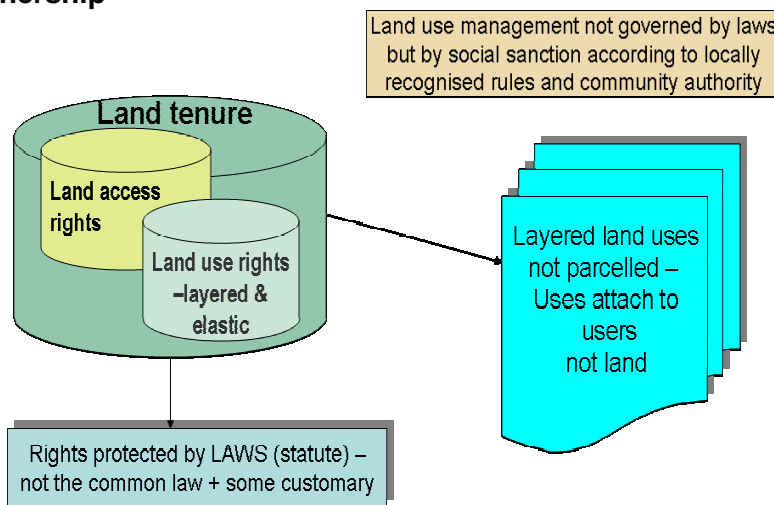 Land use management not governed by laws
but by social sanction according to locally
recognised rules and community authority
Land tenure
Land access
rights
Land use rights
–layered &
elastic
Layered land uses
not parcelled –
Uses attach to
users
not land
Rights protected by LAWS (statute) –
not the common law + some customary